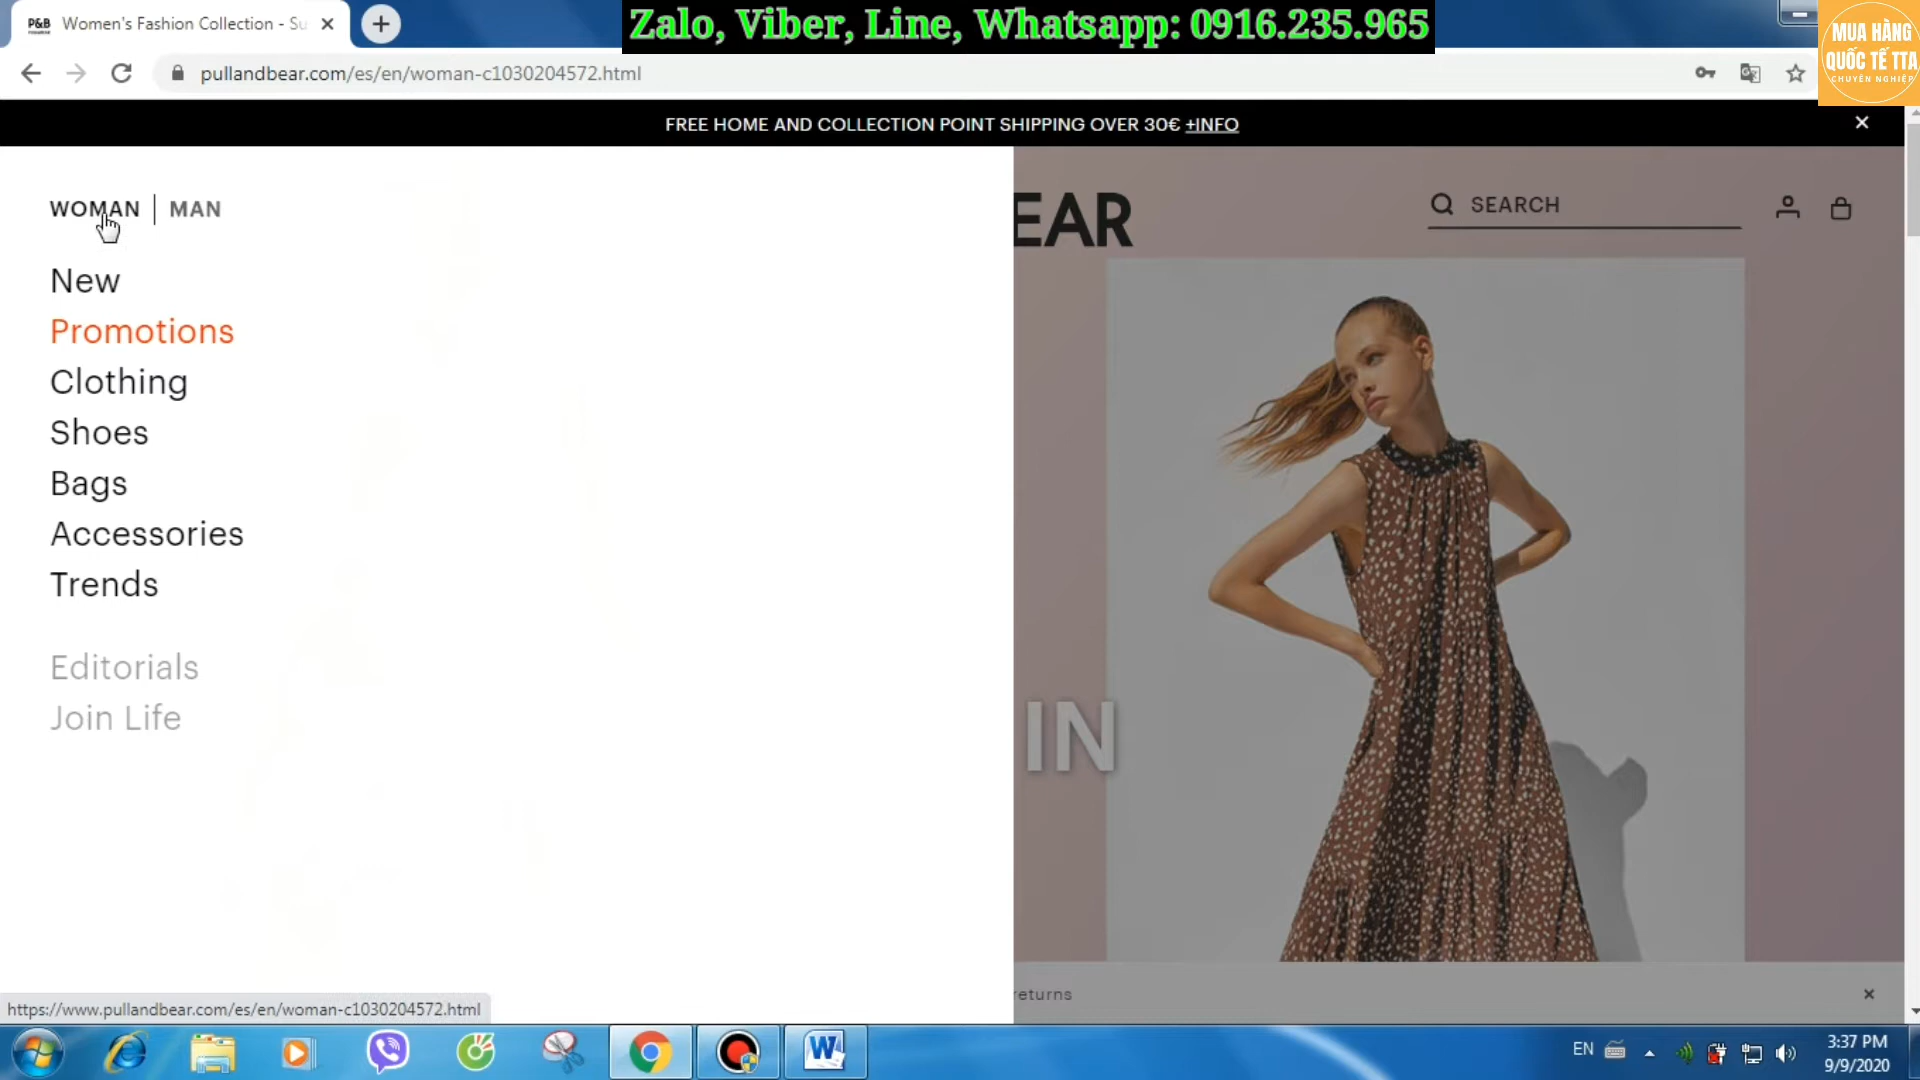 P&B
Women's Fashion Collection - Su
Zalo, Viber, Line, Whatsapp: 0916.235.965
MUA HÀNG
QUỐC TẾ TTA
CHUYÊN NGHIỆP
pullandbear.com/es/en/woman-c1030204572.html
FREE HOME AND COLLECTION POINT SHIPPING OVER 30€ +INFO
WOMAN | MAN
EAR
SEARCH
New
Promotions
Clothing
Shoes
Bags
Accessories
Trends
Editorials
Join Life
IN
returns
https://www.pullandbear.com/es/en/woman-c1030204572.html
EN
3:37 PM
9/9/2020